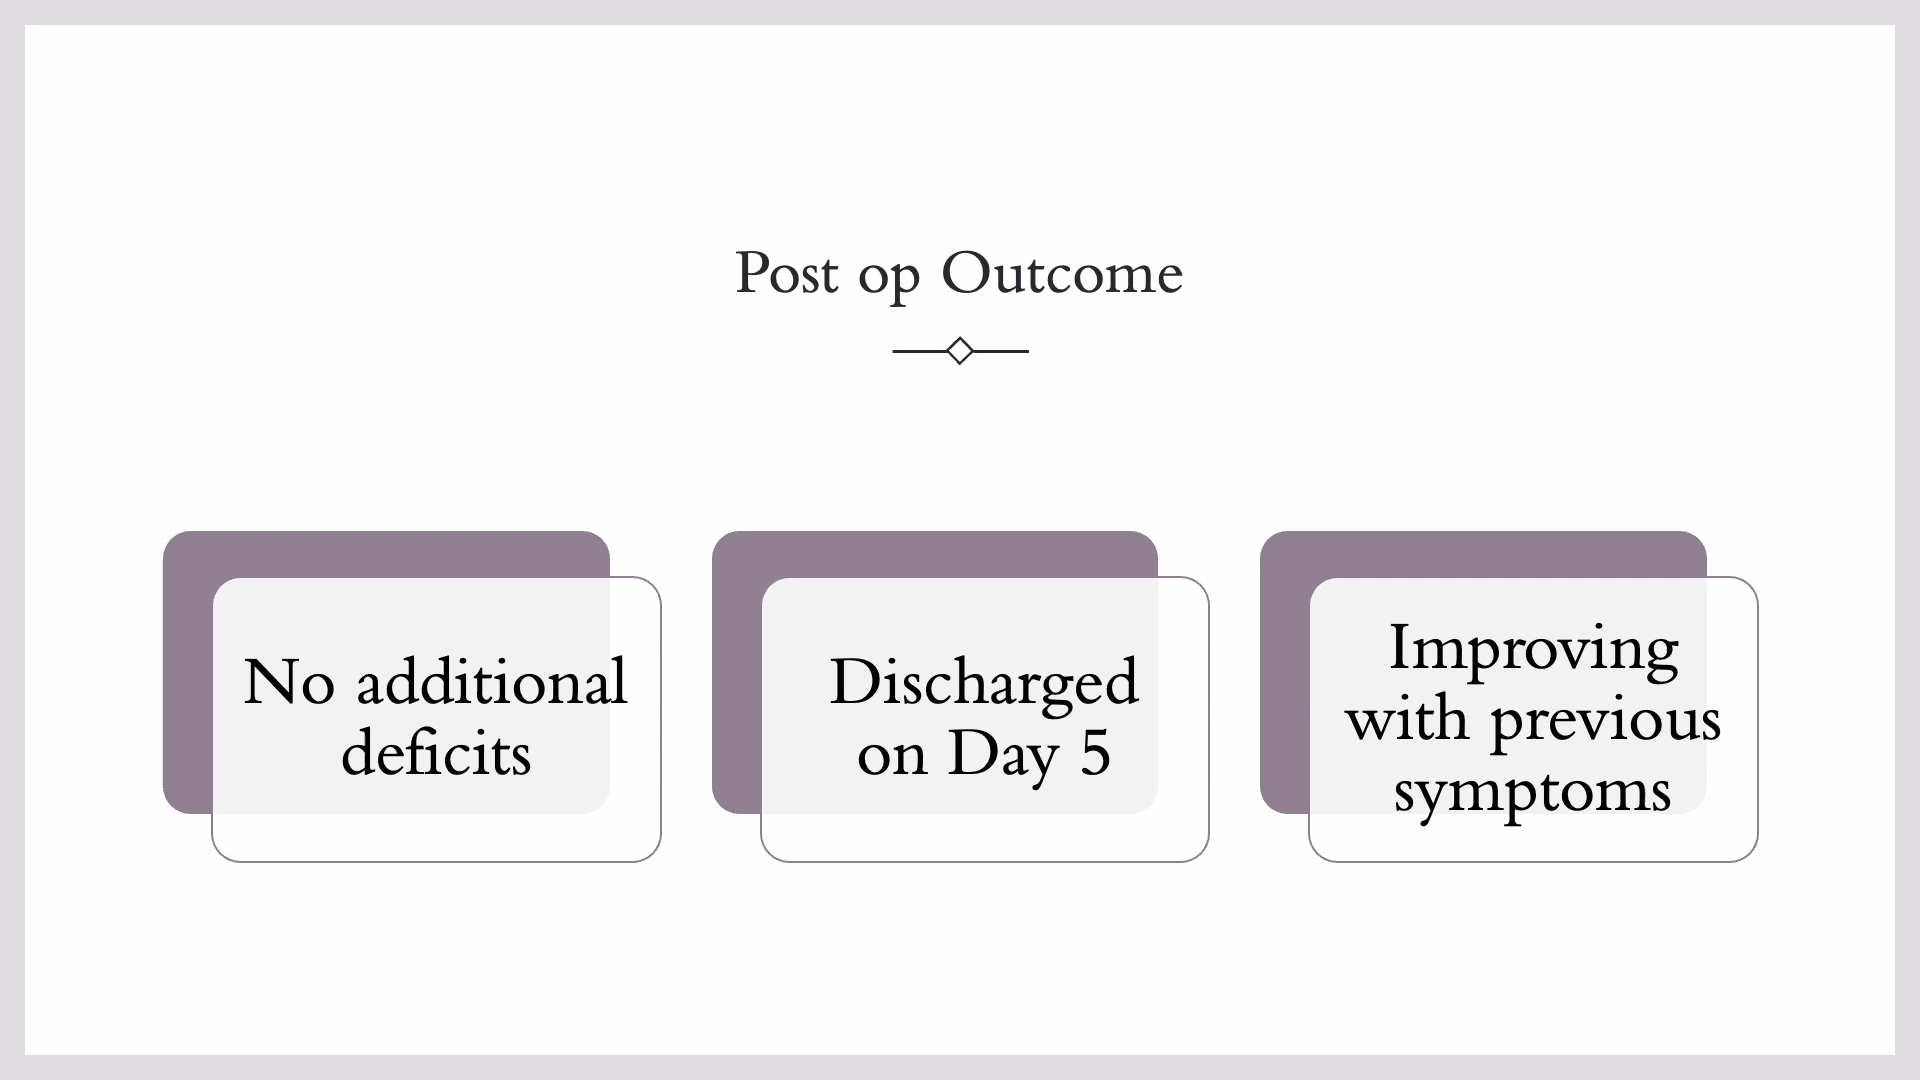 Post op Outcome
No additional
deficits
Discharged
on Day 5
Improving
with previous
symptoms